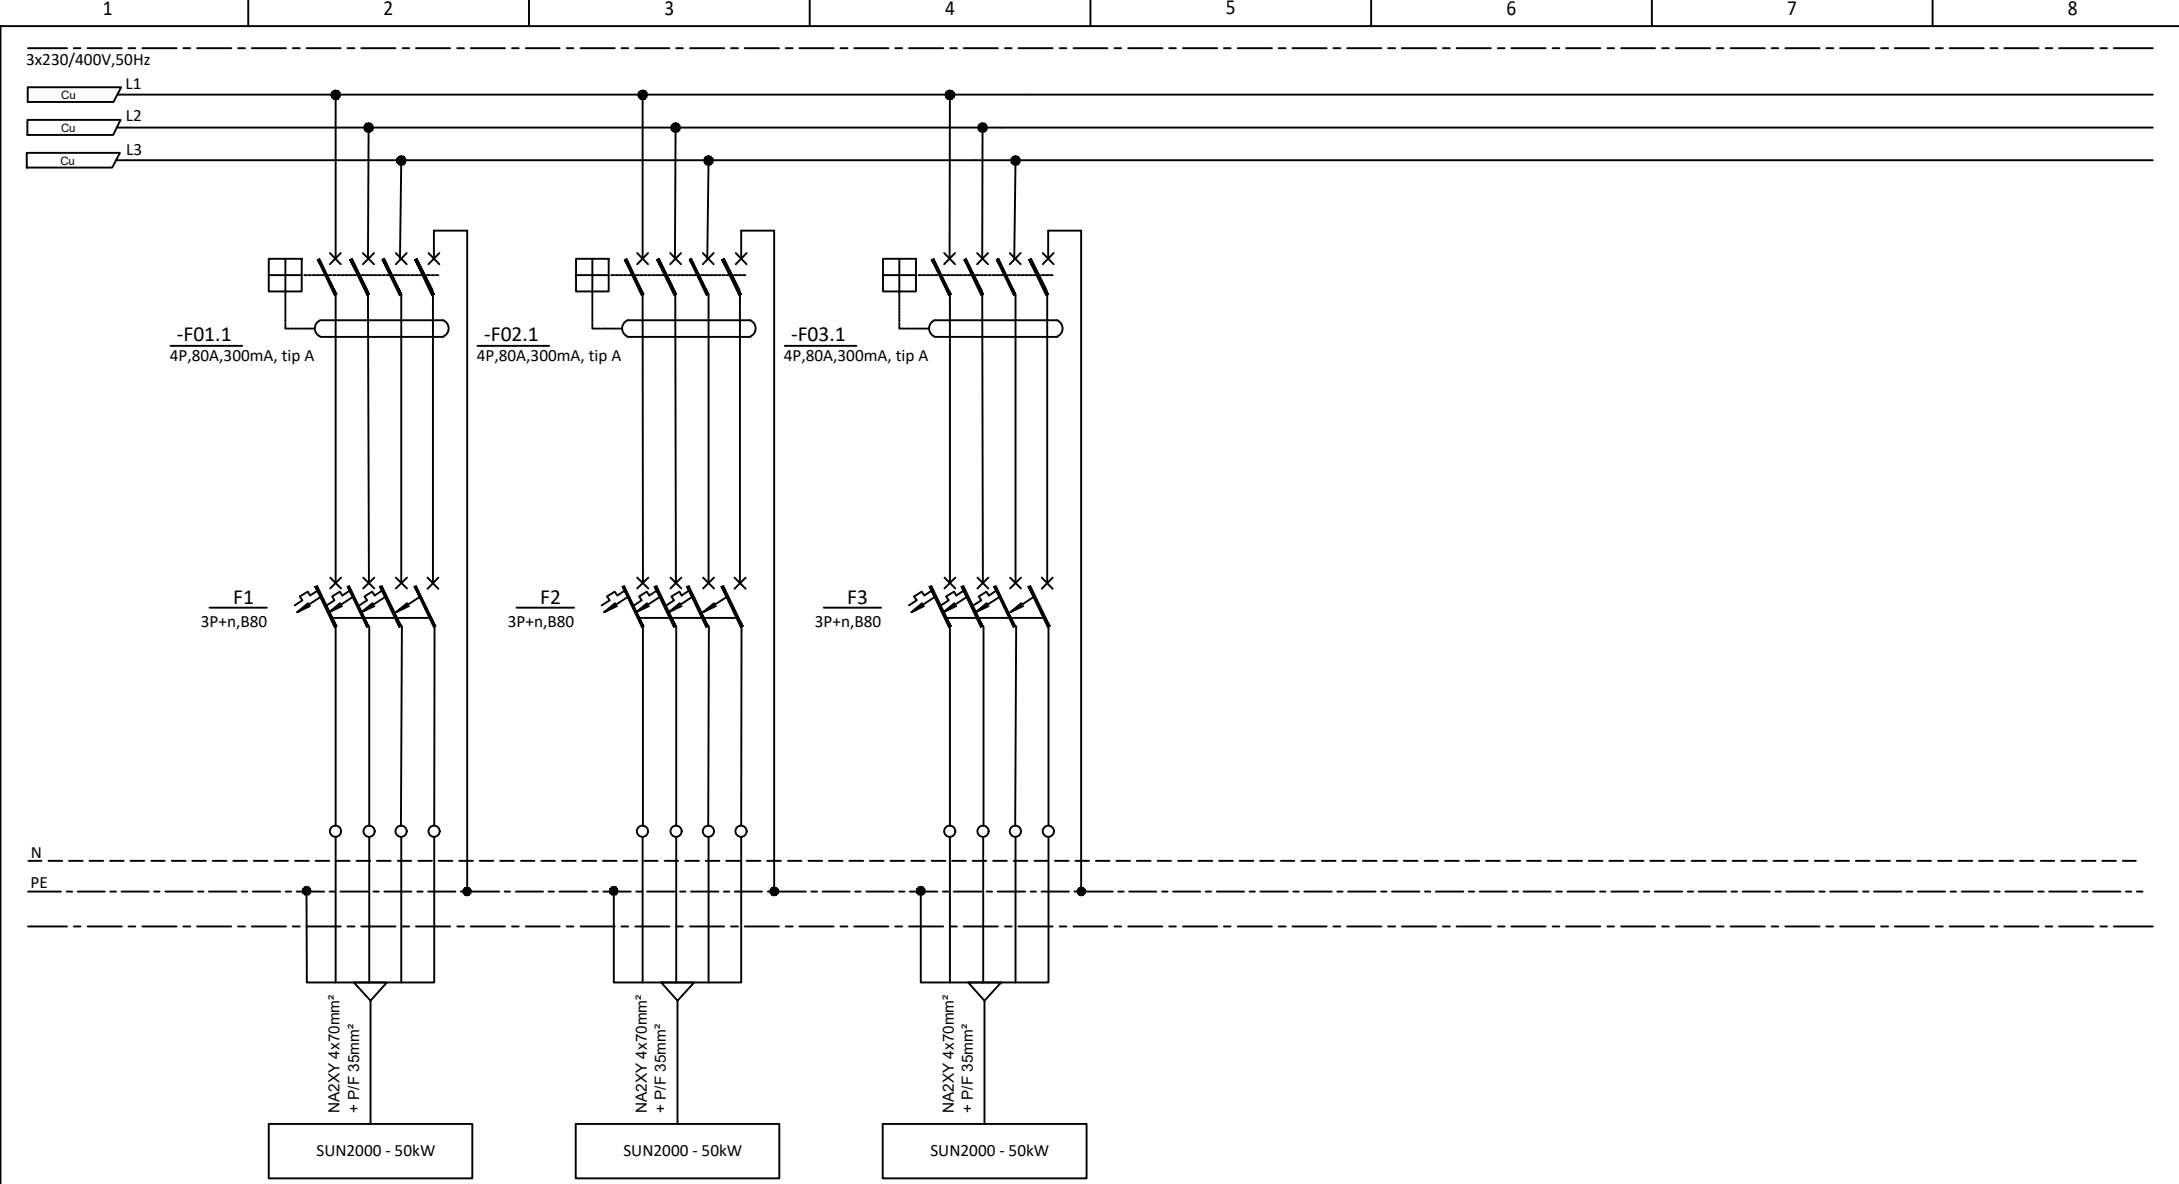 1 2 3 4 5 6 7 8
3x230/400V,50Hz
Cu L1
Cu L2
Cu L3
-F01.1
4P,80A,300mA, tip A
-F02.1
4P,80A,300mA, tip A
-F03.1
4P,80A,300mA, tip A
F1
3P+n,B80
F2
3P+n,B80
F3
3P+n,B80
N
PE
NA2XY 4x70mm²
+ P/F 35mm²
NA2XY 4x70mm²
+ P/F 35mm²
NA2XY 4x70mm²
+ P/F 35mm²
SUN2000 - 50kW
SUN2000 - 50kW
SUN2000 - 50kW